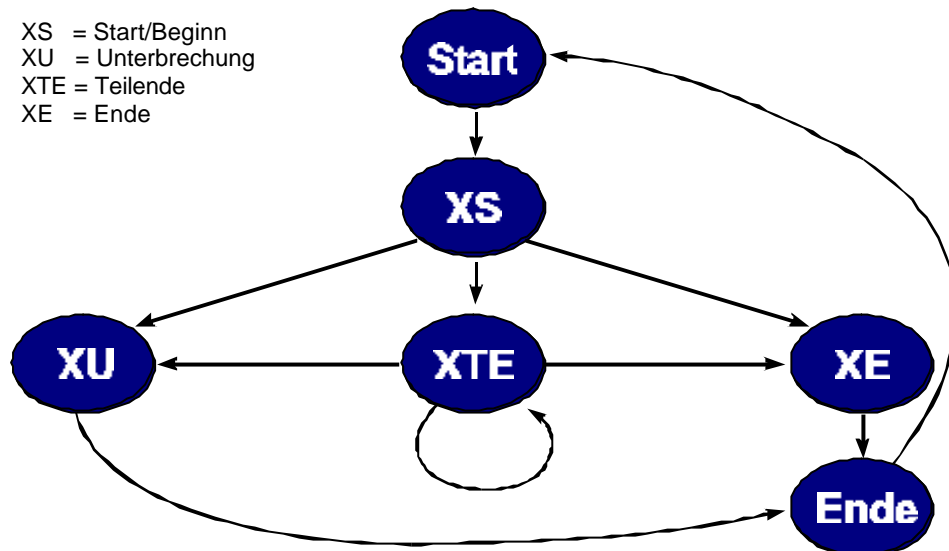 XS = Start/Beginn
XU = Unterbrechung
XTE = Teilende
XE = Ende
Start
XS
XU
XTE
XE
Ende